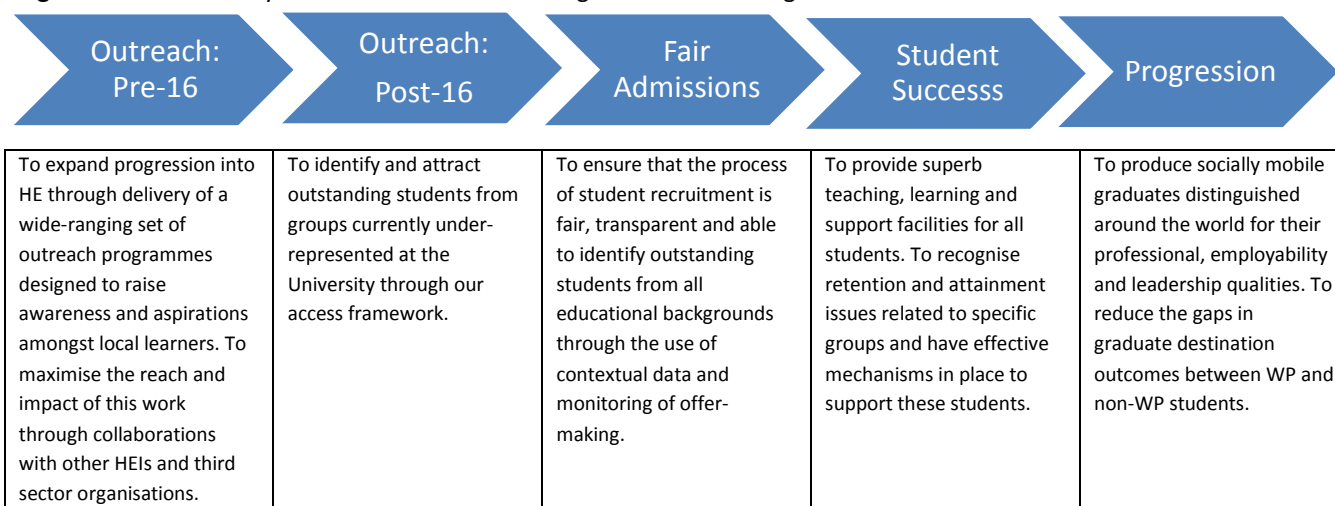 Outreach:
Pre-16
Outreach:
Post-16
Fair
Admissions
Student
Successs
Progression
To expand progression into
HE through delivery of a
wide-ranging set of
outreach programmes
designed to raise
awareness and aspirations
amongst local learners. To
maximise the reach and
impact of this work
through collaborations
with other HEIs and third
sector organisations.
To identify and attract
outstanding students from
groups currently under-
represented at the
University through our
access framework.
To ensure that the process
of student recruitment is
fair, transparent and able
to identify outstanding
students from all
educational backgrounds
through the use of
contextual data and
monitoring of offer-
making.
To provide superb
teaching, learning and
support facilities for all
students. To recognise
retention and attainment
issues related to specific
groups and have effective
mechanisms in place to
support these students.
To produce socially mobile
graduates distinguished
around the world for their
professional, employability
and leadership qualities. To
reduce the gaps in
graduate destination
outcomes between WP and
non-WP students.